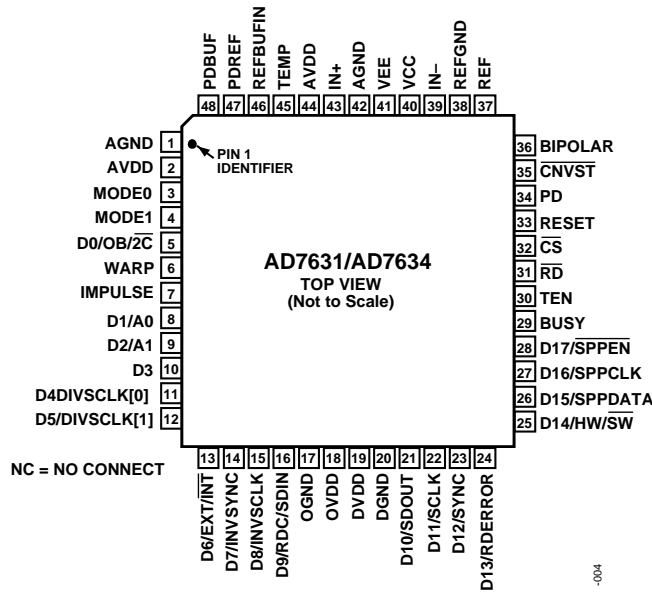 PDBUF
PDREF
REFBUFIN
TEMP
AVDD
IN+
AGND
VEE
VCC
IN–
REFGND
REF
48 47 46 45 44 43 42 41 40 39 38 37
AGND 1
AVDD 2
MODE0 3
MODE1 4
D0/OB/2C 5
WARP 6
IMPULSE 7
D1/A0 8
D2/A1 9
D3 10
D4DIVSCLK[0] 11
D5/DIVSCLK[1] 12
PIN 1
IDENTIFIER
AD7631/AD7634
TOP VIEW
(Not to Scale)
36 BIPOLAR
35 CNVST
34 PD
33 RESET
32 CS
31 RD
30 TEN
29 BUSY
28 D17/SPPEN
27 D16/SPPCLK
26 D15/SPPDATA
25 D14/HW/SW
NC = NO CONNECT
13 14 15 16 17 18 19 20 21 22 23 24
D6/EXT/INT
D7/INVSYNC
D8/INVSCLK
D9/RDC/SDIN
OGND
OVDD
DVDD
DGND
D10/SDOUT
D11/SCLK
D12/SYNC
D13/RDERROR
-004